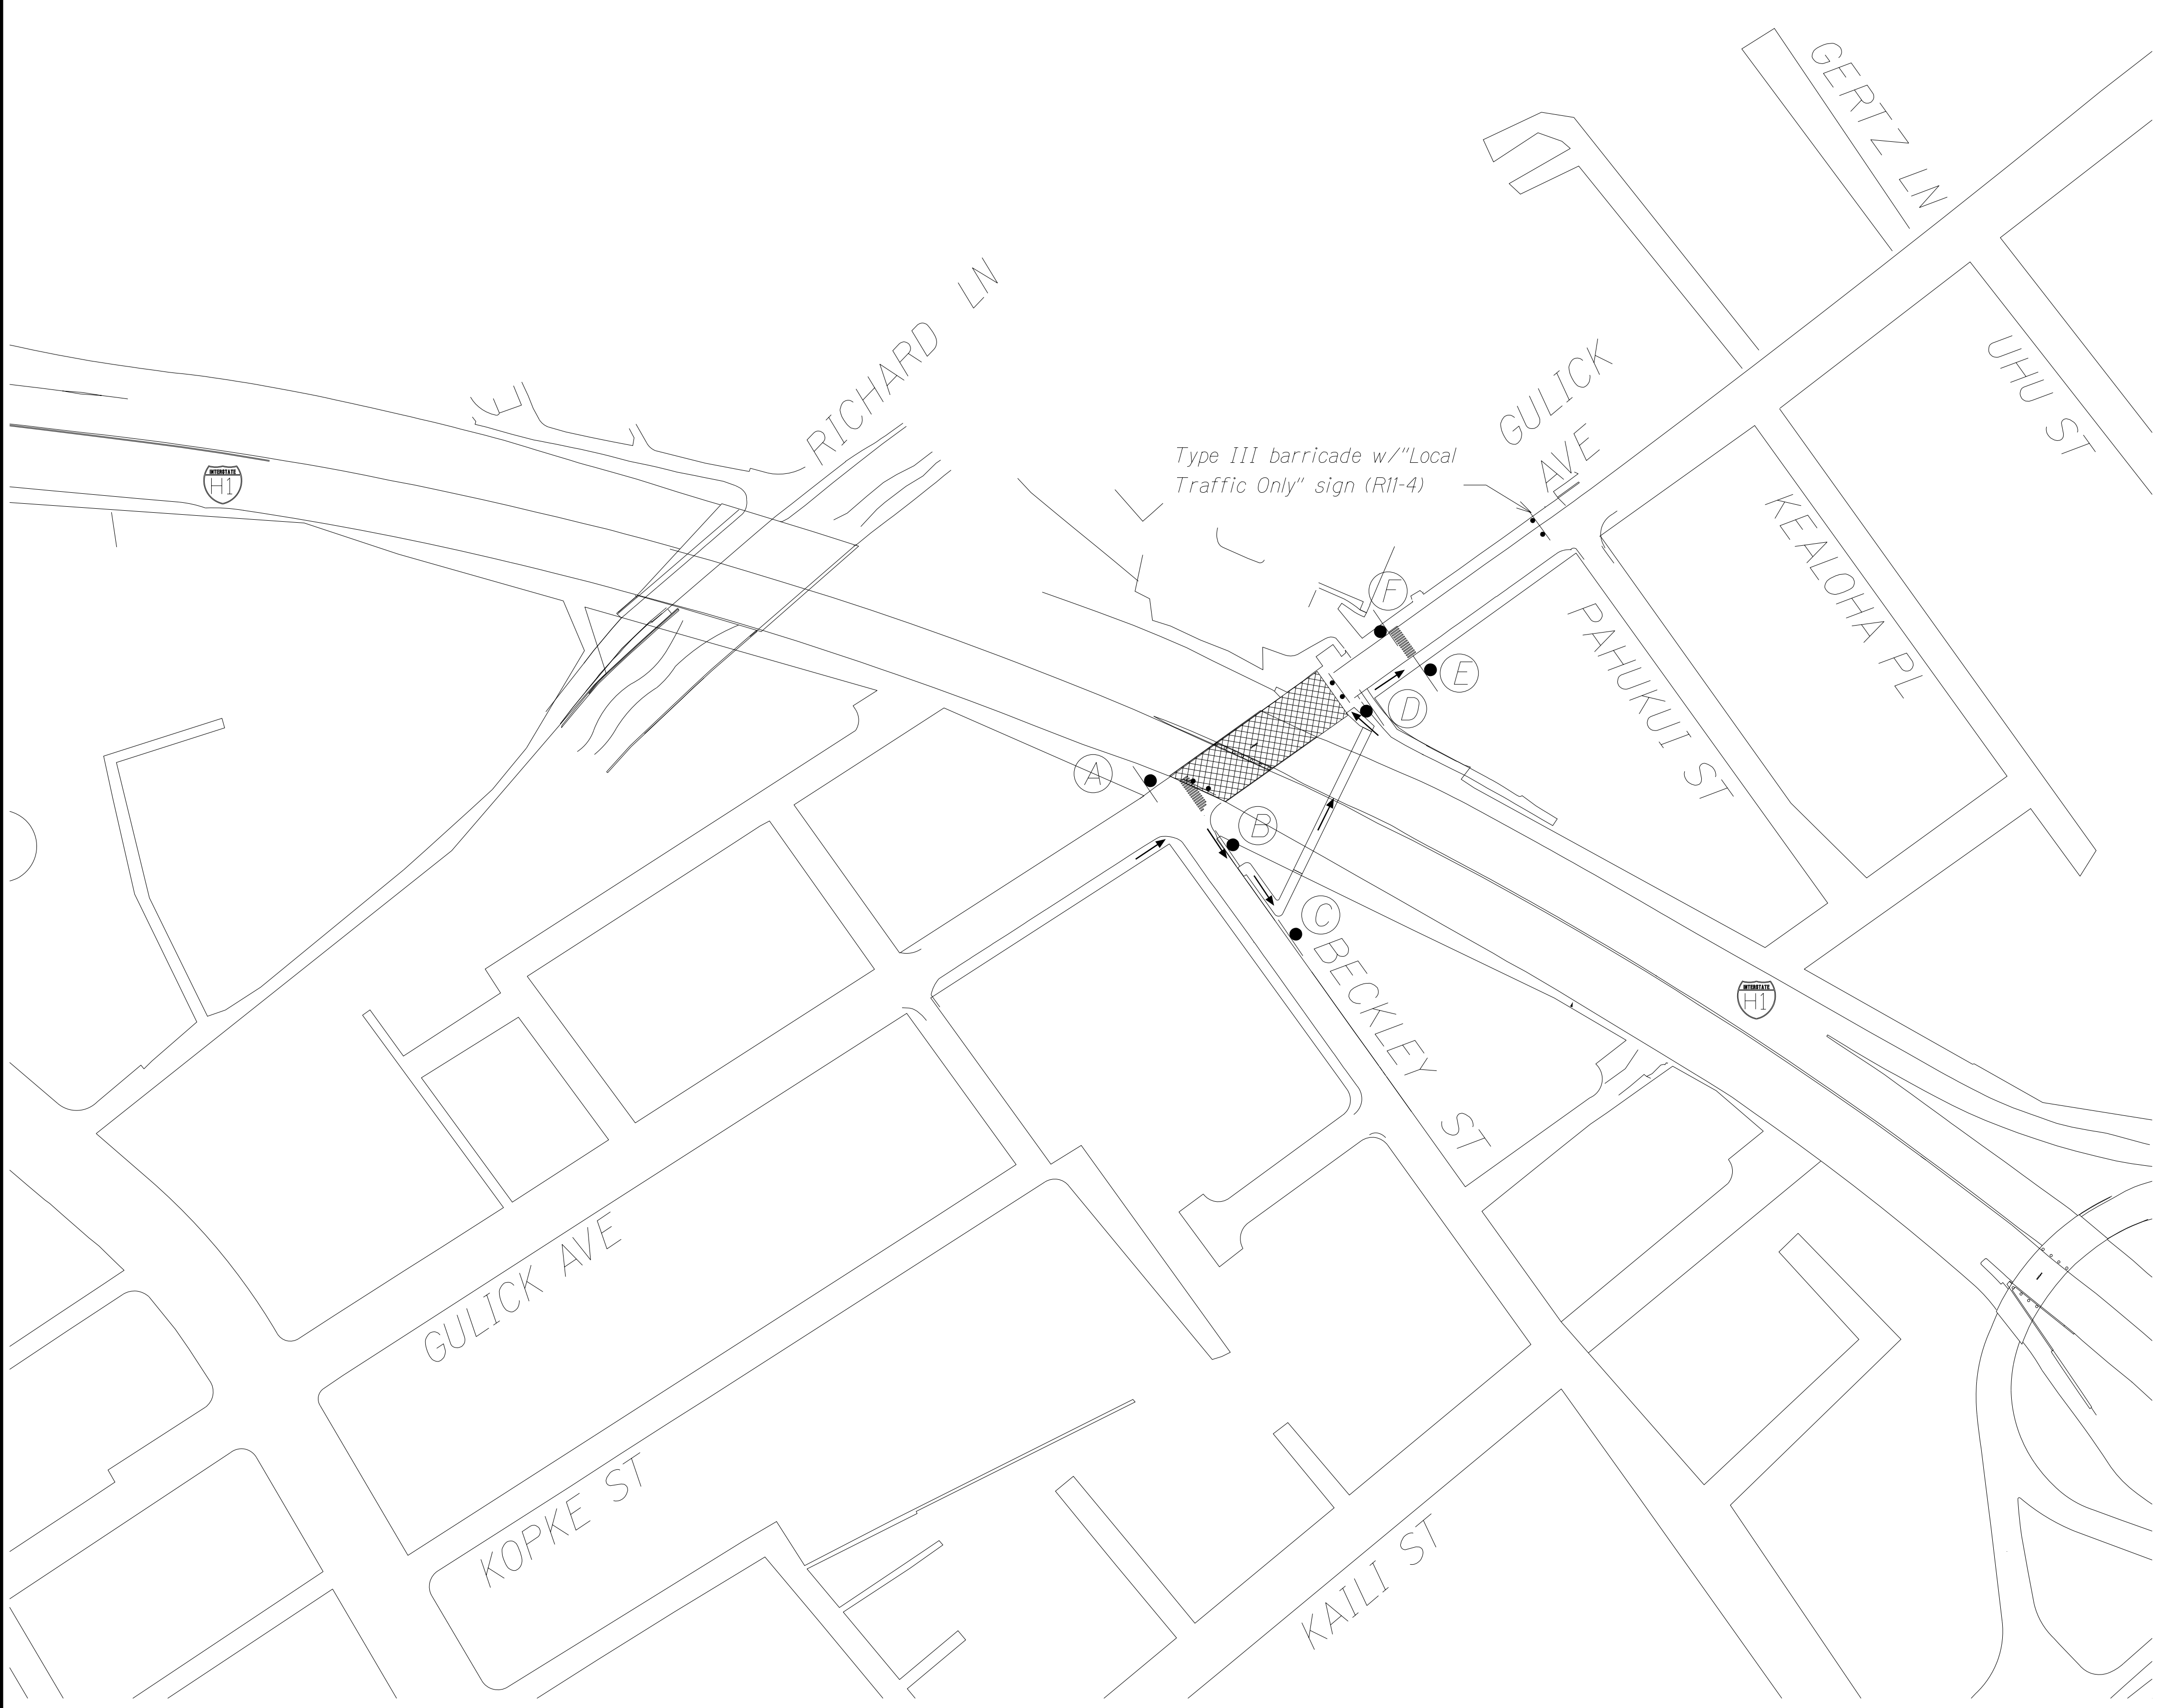 GERTZ LN
RICHARD LN
UHU ST
GULICK
AVE
Type III barricade w/"Local
Traffic Only" sign (R11-4)
INTERSTATE
H1
KEALOHA PL
F
PAHUKUI ST
E
D
A
B
C
BECKLEY ST
INTERSTATE
H1
GULICK AVE
KOPKE ST
KAILI ST